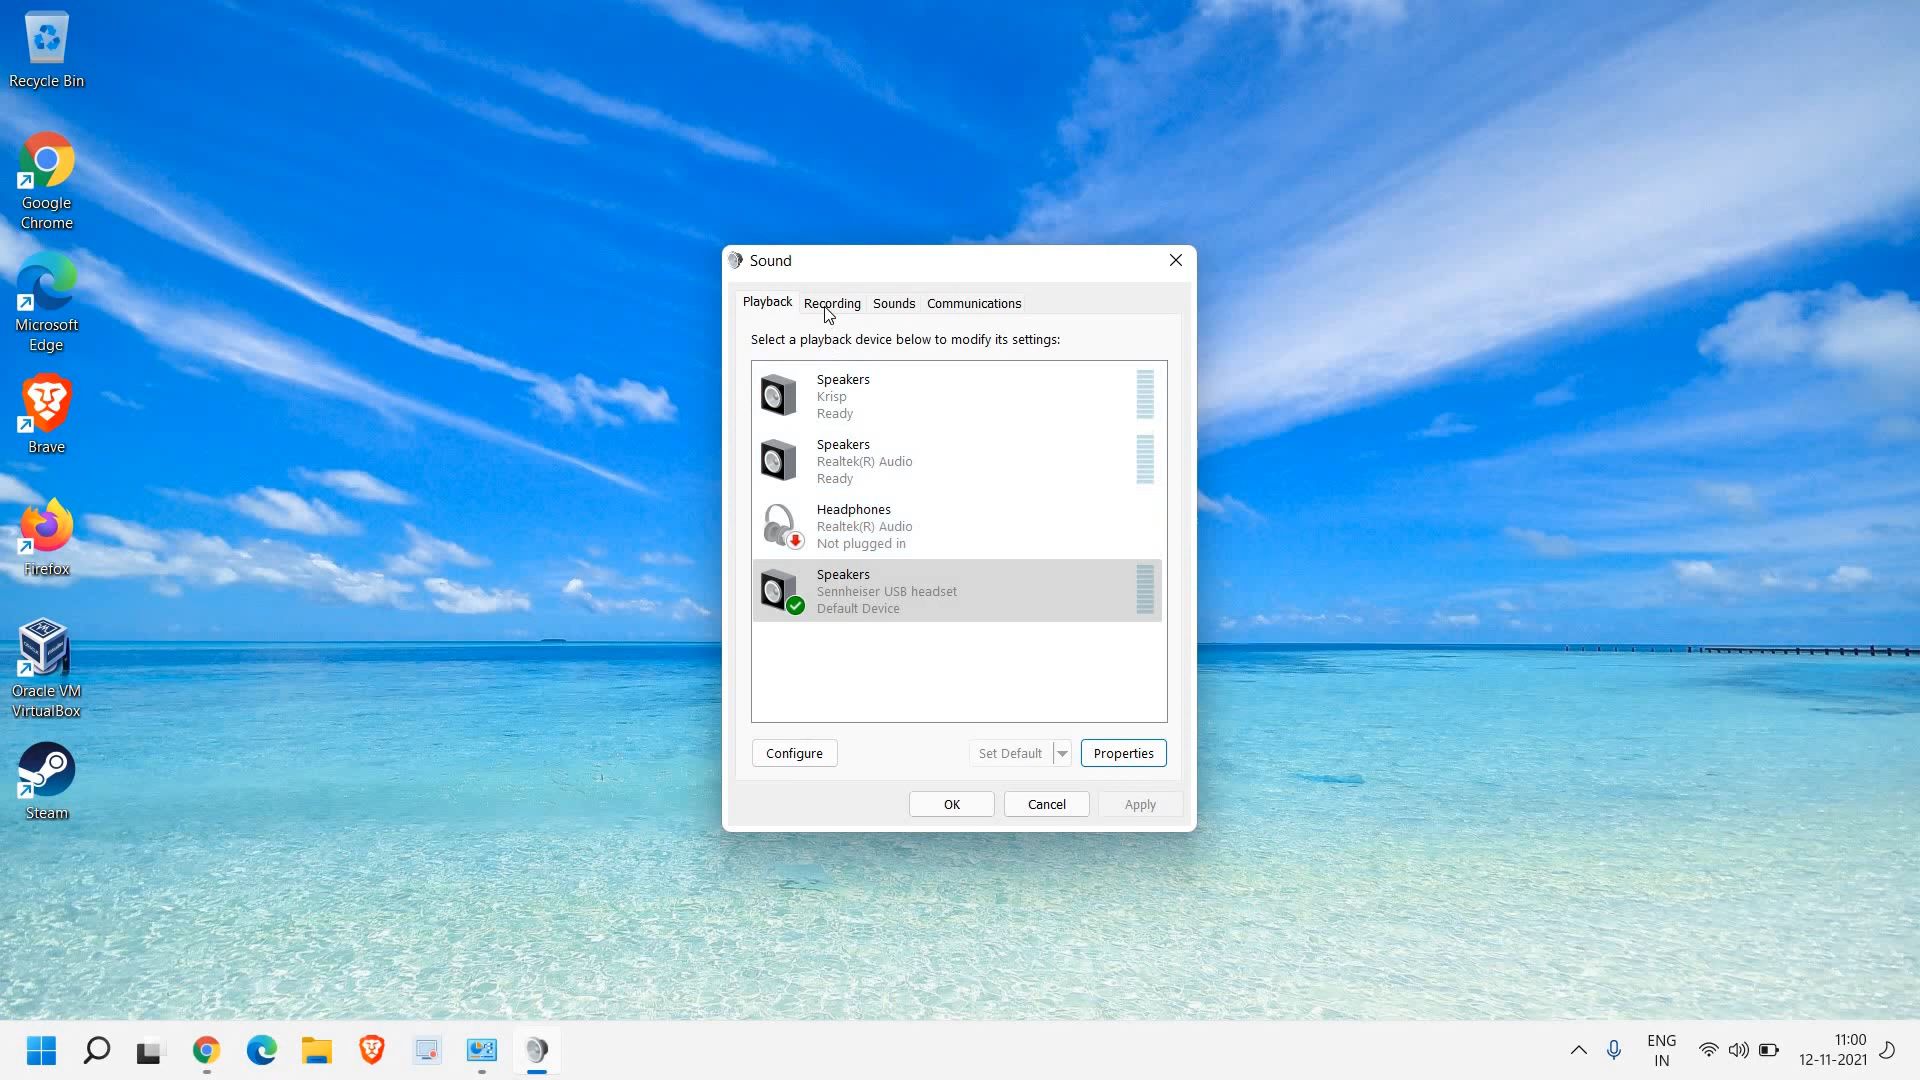 Recycle Bin
Google
Chrome
Microsoft
Edge
Brave
Firefox
Oracle VM
VirtualBox
Steam
Sound
Playback
Recording
Sounds
Communications
Select a playback device below to modify its settings:
Speakers
Krisp
Ready
Speakers
Realtek(R) Audio
Ready
Headphones
Realtek(R) Audio
Not plugged in
Speakers
Sennheiser USB headset
Default Device
Configure
Set Default
Properties
OK
Cancel
Apply
ENG
IN
11:00
12-11-2021